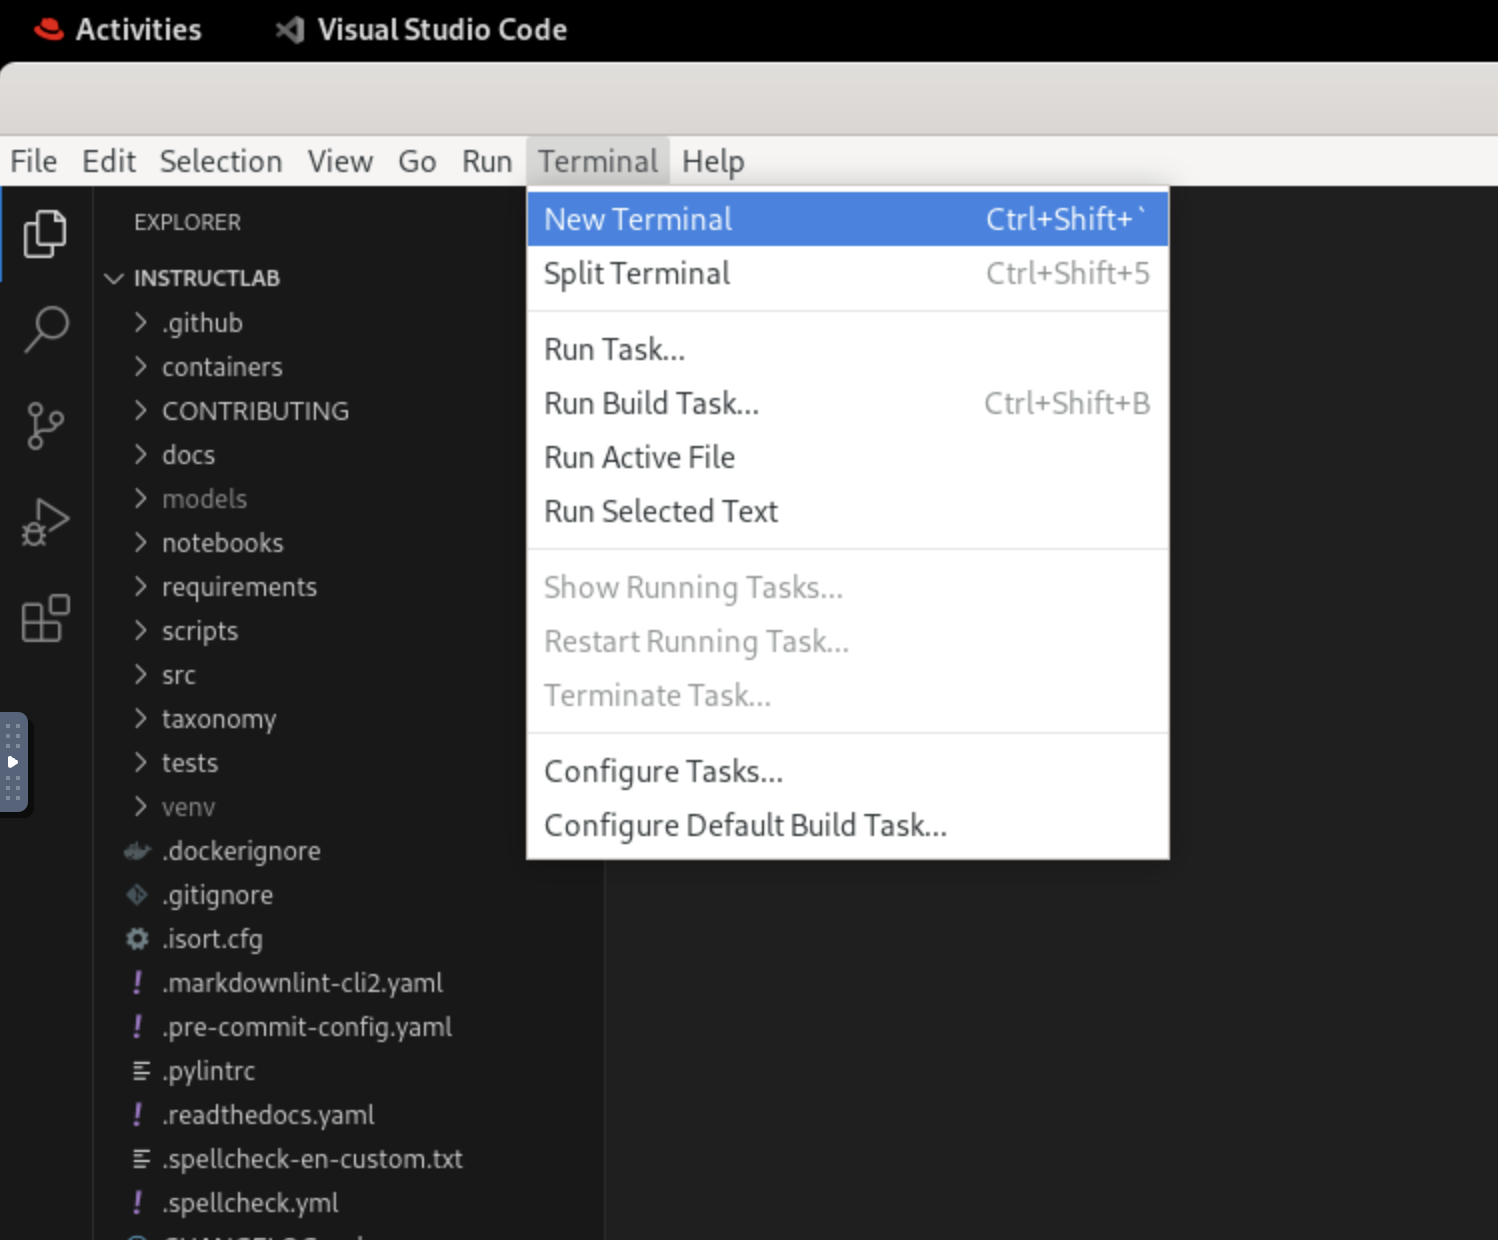 Activities
Visual Studio Code
File Edit Selection View Go Run Terminal Help
EXPLORER
INSTRUCTLAB
.github
containers
CONTRIBUTING
docs
models
notebooks
requirements
scripts
src
taxonomy
tests
venv
.dockerignore
.gitignore
.isort.cfg
.markdownlint-cli2.yaml
.pre-commit-config.yaml
.pylintrc
.readthedocs.yaml
.spellcheck-en-custom.txt
.spellcheck.yml
New Terminal Ctrl+Shift+`
Split Terminal Ctrl+Shift+5
Run Task...
Run Build Task... Ctrl+Shift+B
Run Active File
Run Selected Text
Show Running Tasks...
Restart Running Task...
Terminate Task...
Configure Tasks...
Configure Default Build Task...